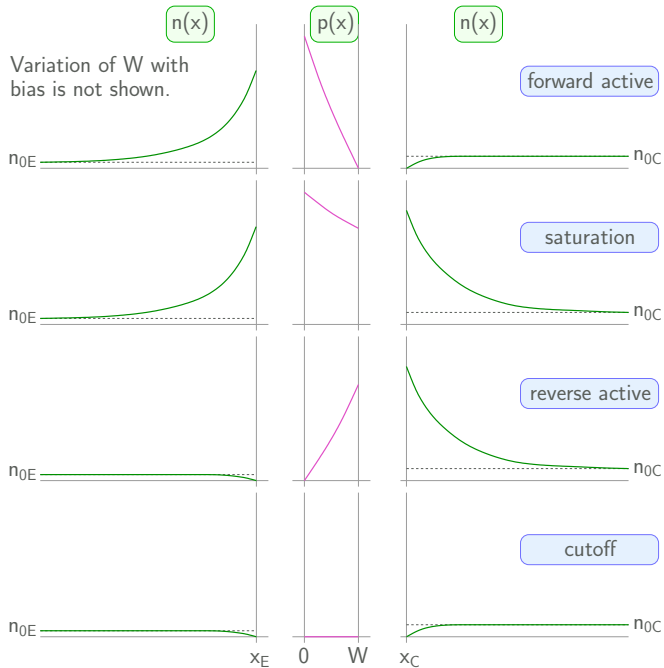 n(x) p(x) n(x)
Variation of W with
bias is not shown.
forward active
n0E n0C
saturation
n0E n0C
reverse active
n0E n0C
cutoff
n0E n0C
xE 0 W xC